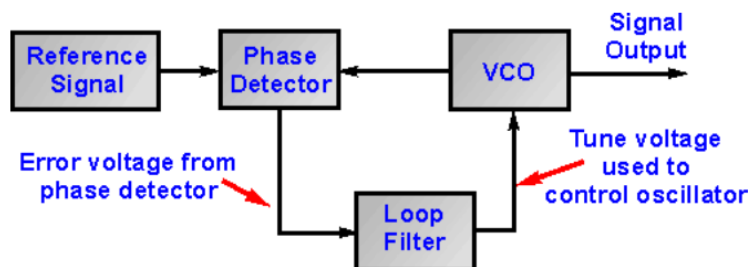 Reference
Signal
Phase
Detector
VCO
Signal
Output
Error voltage from
phase detector
Loop
Filter
Tune voltage
used to
control oscillator